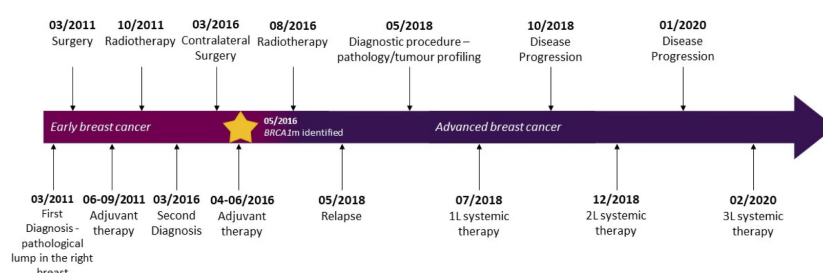 03/2011
Surgery
10/2011
Radiotherapy
03/2016
Contralateral
Surgery
08/2016
Radiotherapy
05/2018
Diagnostic procedure –
pathology/tumour profiling
10/2018
Disease
Progression
01/2020
Disease
Progression
Early breast cancer
05/2016
BRCA1m identified
Advanced breast cancer
03/2011
First
Diagnosis -
pathological
lump in the right
breast
06-09/2011
Adjuvant
therapy
03/2016
Second
Diagnosis
04-06/2016
Adjuvant
therapy
05/2018
Relapse
07/2018
1L systemic
therapy
12/2018
2L systemic
therapy
02/2020
3L systemic
therapy